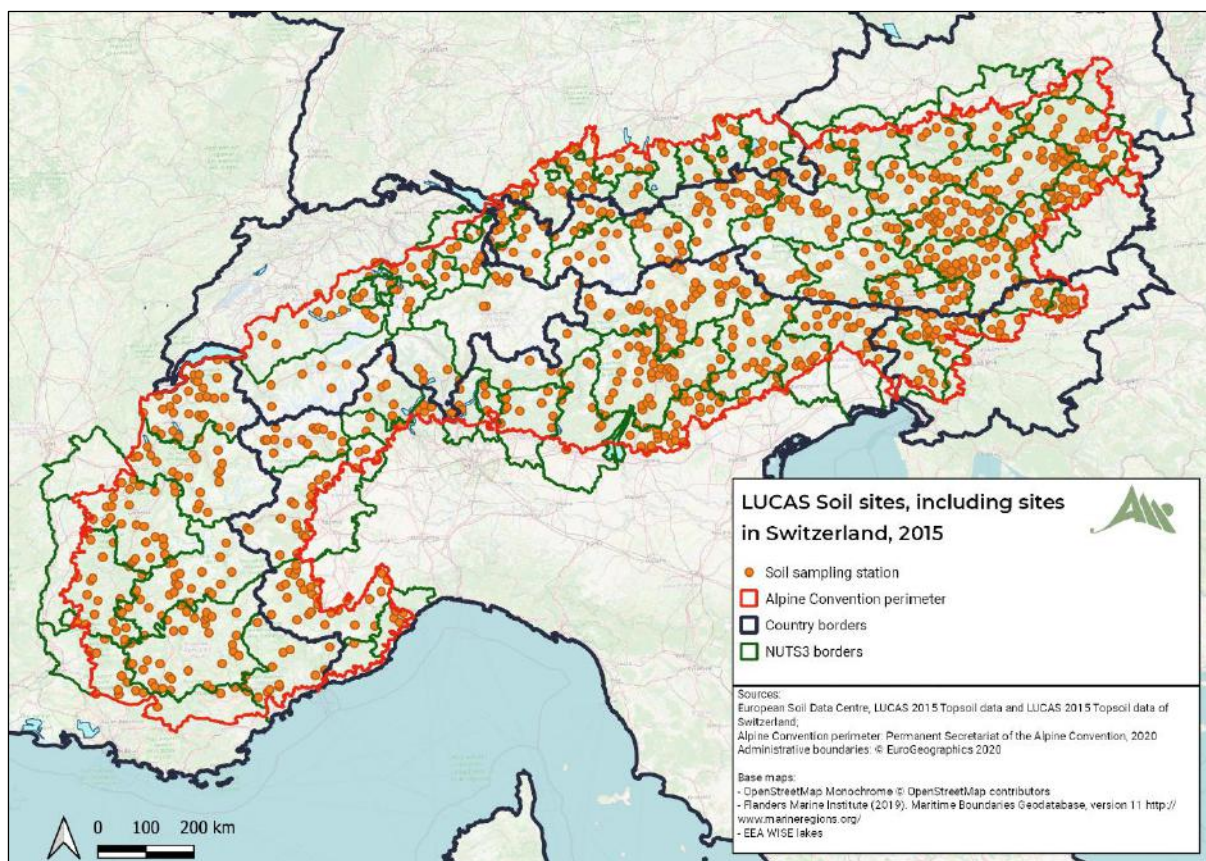 LUCAS Soil sites, including sites
in Switzerland, 2015
Soil sampling station
Alpine Convention perimeter
Country borders
NUTS3 borders
Sources:
European Soil Data Centre, LUCAS 2015 Topsoil data and LUCAS 2015 Topsoil data of
Switzerland;
Alpine Convention perimeter: Permanent Secretariat of the Alpine Convention, 2020
Administrative boundaries: © EuroGeographics 2020
Base maps:
- OpenStreetMap Monochrome © OpenStreetMap contributors
- Flanders Marine Institute (2019). Maritime Boundaries Geodatabase, version 11 http://
www.marineregions.org/
- EEA WISE lakes
0 100 200 km